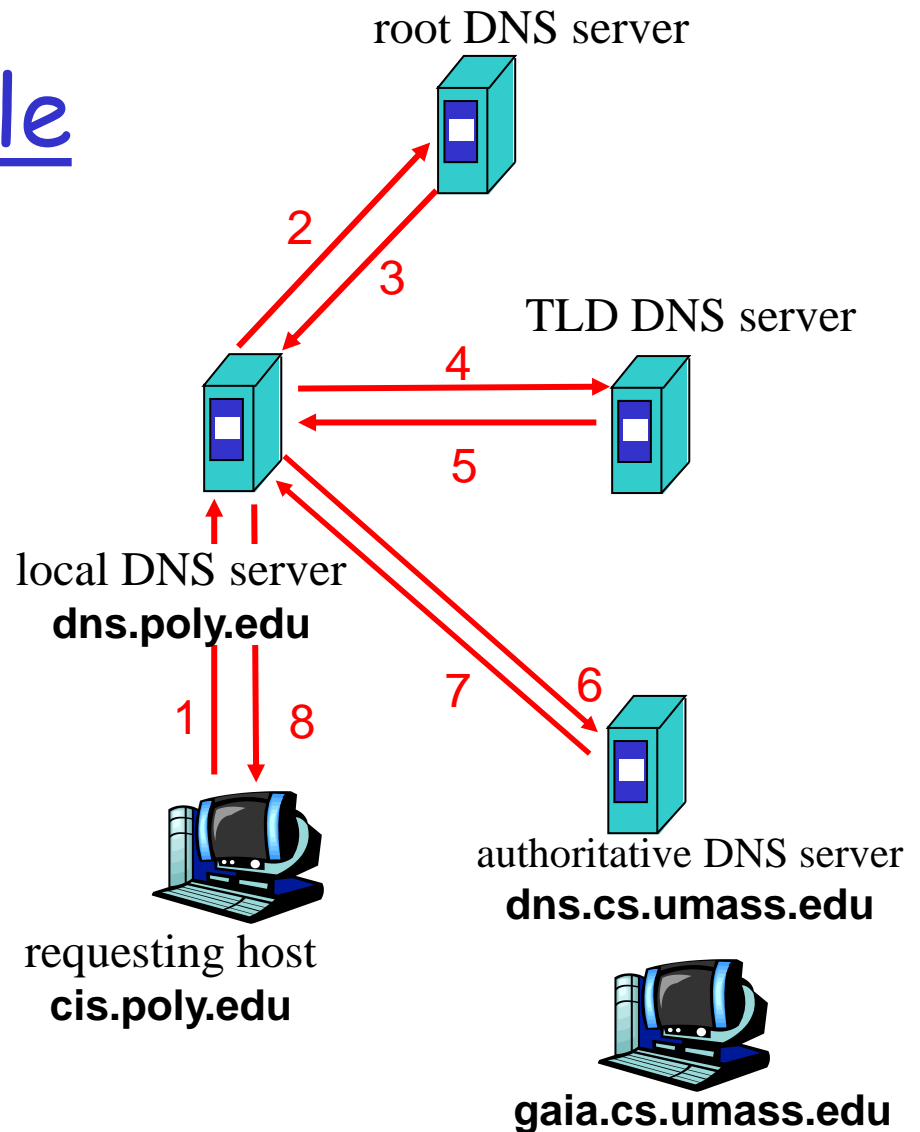 root DNS server
le
2
3
TLD DNS server
4
5
local DNS server
dns.poly.edu
7
6
1
8
authoritative DNS server
dns.cs.umass.edu
requesting host
cis.poly.edu
gaia.cs.umass.edu